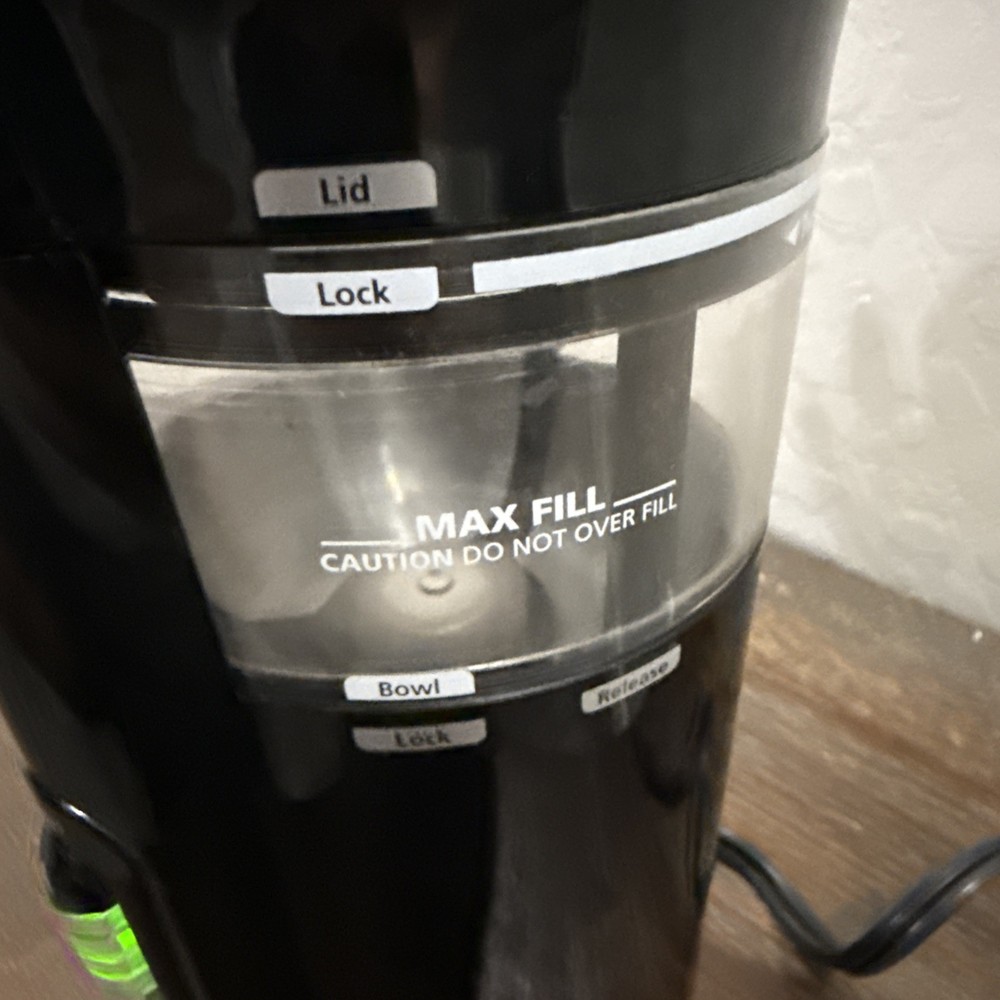 Lid
Lock
MAX FILL
CAUTION DO NOT OVER FILL
Bowl
Release
Lock